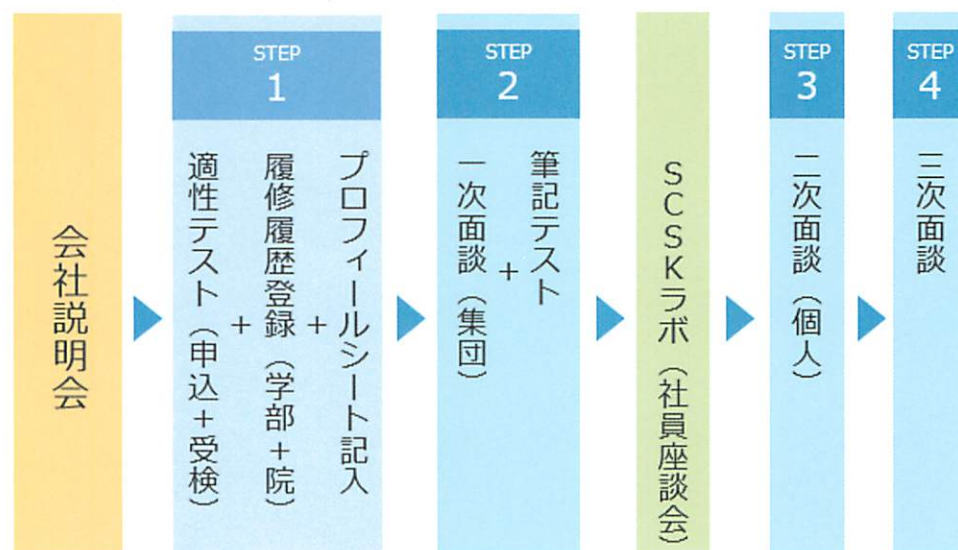 会社説明会
STEP
1
プロフィールシート記入
+
履修履歴登録（学部+院）
+
適性テスト（申込+受検）
STEP
2
筆記テスト
+
一次面談（集団）
SCSKラボ（社員座談会）
STEP
3
二次面談（個人）
STEP
4
三次面談